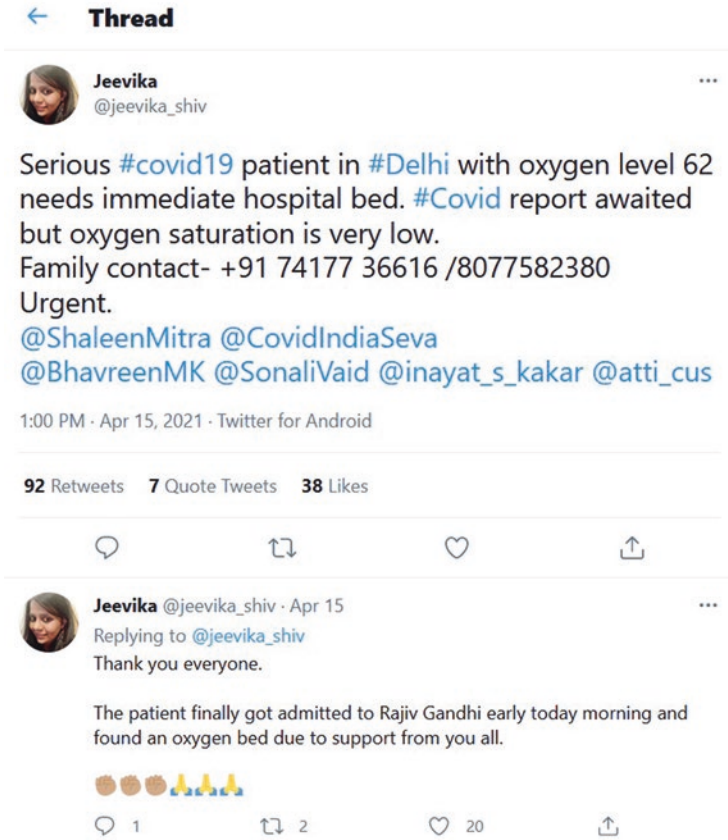 Thread
Jeevika
@jeevika_shiv
Serious #covid19 patient in #Delhi with oxygen level 62
needs immediate hospital bed. #Covid report awaited
but oxygen saturation is very low.
Family contact- +91 74177 36616 /8077582380
Urgent.
@ShaleenMitra @CovidIndiaSeva
@BhavreenMK @SonaliVaid @inayat_s_kakar @atti_cus
1:00 PM · Apr 15, 2021 · Twitter for Android
92 Retweets 7 Quote Tweets 38 Likes
Jeevika @jeevika_shiv · Apr 15
Replying to @jeevika_shiv
Thank you everyone.
The patient finally got admitted to Rajiv Gandhi early today morning and
found an oxygen bed due to support from you all.
✊🏽✊🏽✊🏽🙏🙏🙏
1 2 20